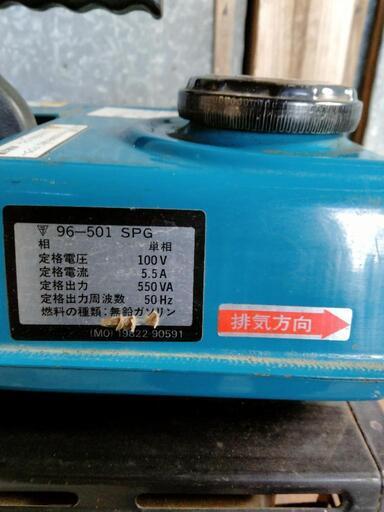 〒 96-501 SPG
相 単相
定格電圧 100V
定格電流 5.5A
定格出力 550VA
定格出力周波数 50Hz
燃料の種類:無鉛ガソリン
(MO) 19822-90591
排気方向